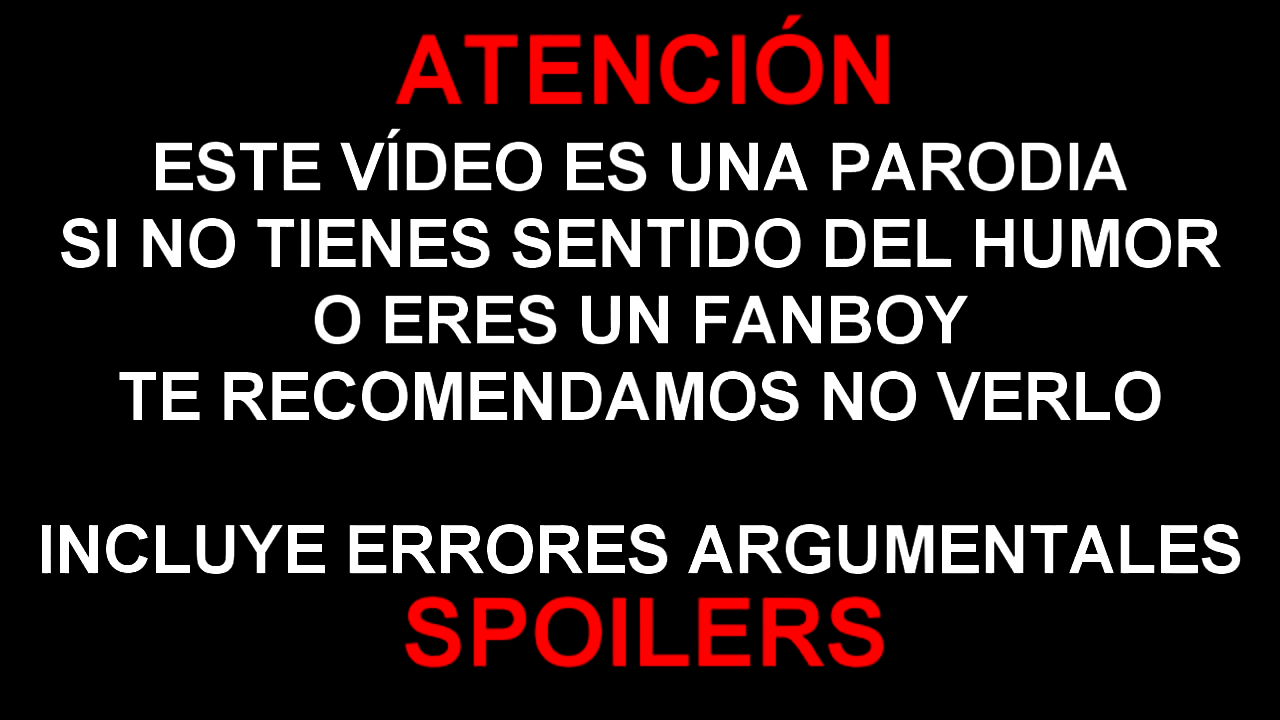 ATENCIÓN
ESTE VÍDEO ES UNA PARODIA
SI NO TIENES SENTIDO DEL HUMOR
O ERES UN FANBOY
TE RECOMENDAMOS NO VERLO
INCLUYE ERRORES ARGUMENTALES
SPOILERS